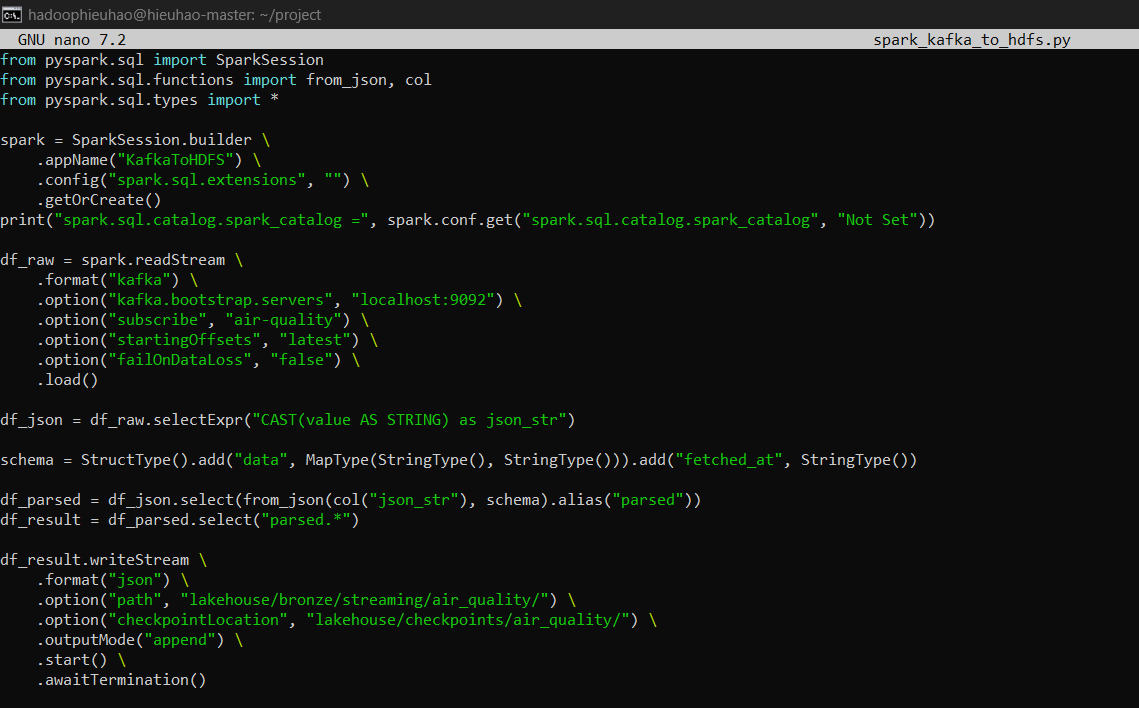 hadoophieuhao@hieuhao-master: ~/project
GNU nano 7.2 spark_kafka_to_hdfs.py
from pyspark.sql import SparkSession
from pyspark.sql.functions import from_json, col
from pyspark.sql.types import *

spark = SparkSession.builder \
    .appName("KafkaToHDFS") \
    .config("spark.sql.extensions", "") \
    .getOrCreate()
print("spark.sql.catalog.spark_catalog =", spark.conf.get("spark.sql.catalog.spark_catalog", "Not Set"))

df_raw = spark.readStream \
    .format("kafka") \
    .option("kafka.bootstrap.servers", "localhost:9092") \
    .option("subscribe", "air-quality") \
    .option("startingOffsets", "latest") \
    .option("failOnDataLoss", "false") \
    .load()

df_json = df_raw.selectExpr("CAST(value AS STRING) as json_str")

schema = StructType().add("data", MapType(StringType(), StringType())).add("fetched_at", StringType())

df_parsed = df_json.select(from_json(col("json_str"), schema).alias("parsed"))
df_result = df_parsed.select("parsed.*")

df_result.writeStream \
    .format("json") \
    .option("path", "lakehouse/bronze/streaming/air_quality/") \
    .option("checkpointLocation", "lakehouse/checkpoints/air_quality/") \
    .outputMode("append") \
    .start() \
    .awaitTermination()